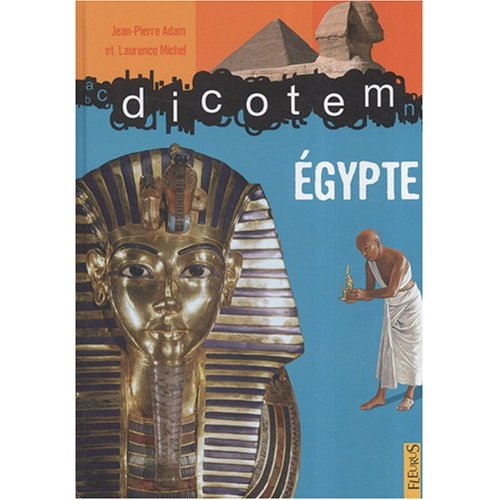 Jean-Pierre Adam
et Laurence Michel
a
b c
dicotem
n
ÉGYPTE
FLEURUS